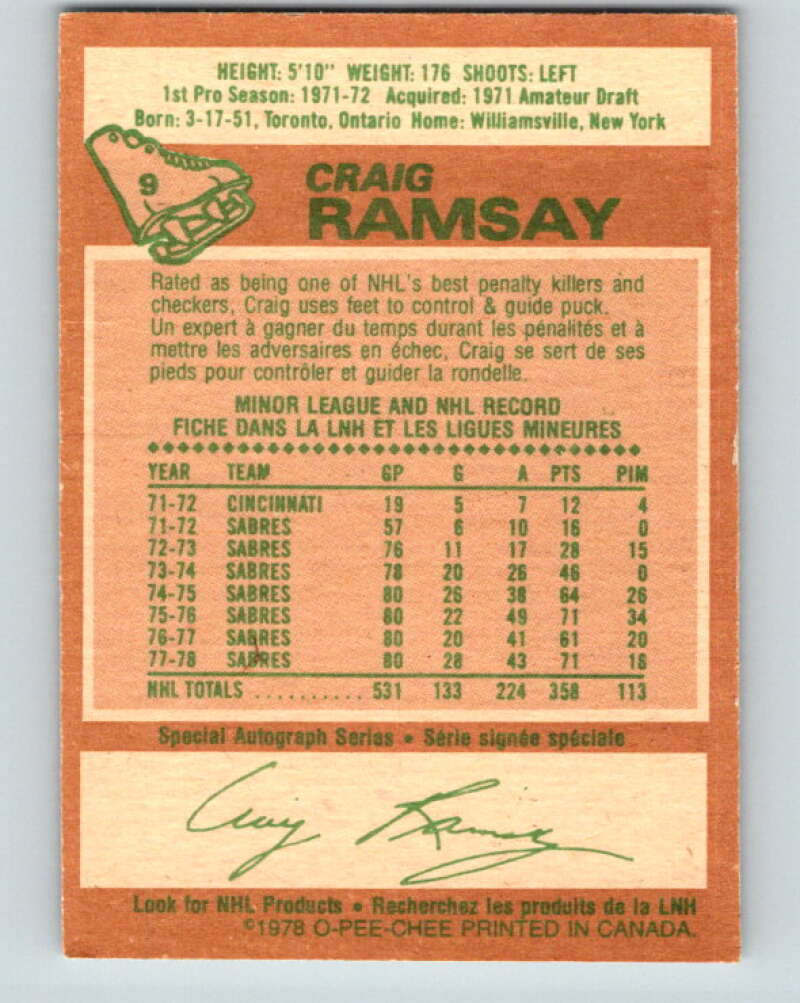 HEIGHT: 5'10" WEIGHT: 176 SHOOTS: LEFT
1st Pro Season: 1971-72 Acquired: 1971 Amateur Draft
Born: 3-17-51, Toronto, Ontario Home: Williamsville, New York
9
CRAIG
RAMSAY
Rated as being one of NHL's best penalty killers and
checkers, Craig uses feet to control & guide puck.
Un expert à gagner du temps durant les pénalités et à
mettre les adversaires en échec, Craig se sert de ses
pieds pour contrôler et guider la rondelle.
MINOR LEAGUE AND NHL RECORD
FICHE DANS LA LNH ET LES LIGUES MINEURES
YEAR TEAM GP G A PTS PIM
71-72 CINCINNATI 19 5 7 12 4
71-72 SABRES 57 6 10 16 0
72-73 SABRES 76 11 17 28 15
73-74 SABRES 78 20 26 46 0
74-75 SABRES 80 26 38 64 26
75-76 SABRES 80 22 49 71 34
76-77 SABRES 80 20 41 61 20
77-78 SABRES 80 28 43 71 18
NHL TOTALS .......... 531 133 224 358 113
Special Autograph Series • Série signée spéciale
Craig Ramsay
Look for NHL Products • Recherchez les produits de la LNH
©1978 O-PEE-CHEE PRINTED IN CANADA.